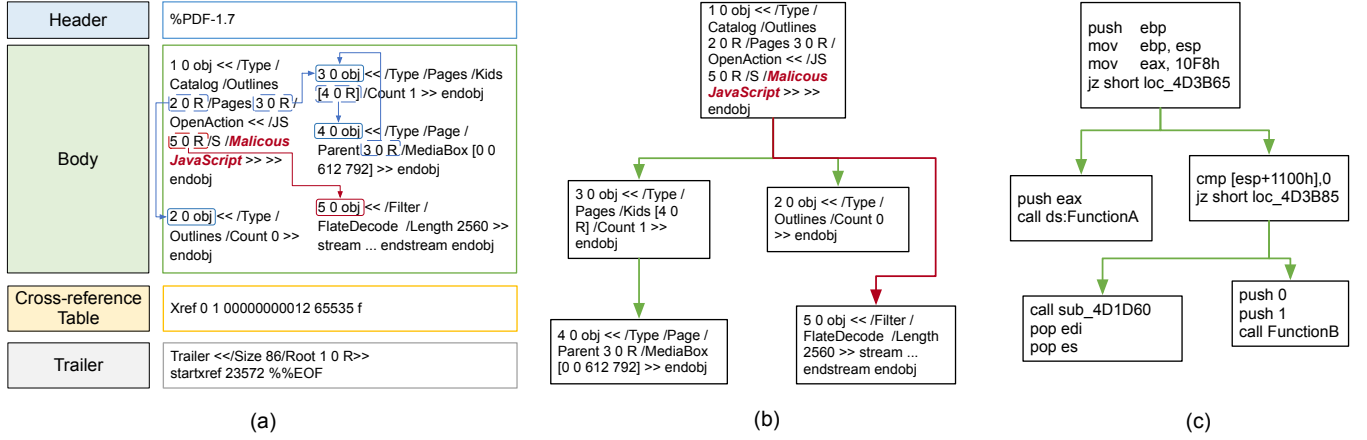 Header
%PDF-1.7
Body
1 0 obj << /Type /
Catalog /Outlines
2 0 R /Pages 3 0 R /
OpenAction << /JS
5 0 R /S /Malicous
JavaScript >> >>
endobj
2 0 obj << /Type /
Outlines /Count 0 >>
endobj
3 0 obj << /Type /Pages /Kids
[4 0 R] /Count 1 >> endobj
4 0 obj << /Type /Page /
Parent 3 0 R /MediaBox [0 0
612 792] >> endobj
5 0 obj << /Filter /
FlateDecode /Length 2560 >>
stream ... endstream endobj
Cross-reference
Table
Xref 0 1 00000000012 65535 f
Trailer
Trailer <</Size 86/Root 1 0 R>>
startxref 23572 %%EOF
(a)
1 0 obj << /Type /
Catalog /Outlines
2 0 R /Pages 3 0 R /
OpenAction << /JS
5 0 R /S /Malicous
JavaScript >> >>
endobj
3 0 obj << /Type /
Pages /Kids [4 0
R] /Count 1 >>
endobj
2 0 obj << /Type /
Outlines /Count 0
>> endobj
4 0 obj << /Type /Page /
Parent 3 0 R /MediaBox
[0 0 612 792] >> endobj
5 0 obj << /Filter /
FlateDecode /Length
2560 >> stream ...
endstream endobj
(b)
push ebp
mov ebp, esp
mov eax, 10F8h
jz short loc_4D3B65
push eax
call ds:FunctionA
cmp [esp+1100h],0
jz short loc_4D3B85
call sub_4D1D60
pop edi
pop es
push 0
push 1
call FunctionB
(c)